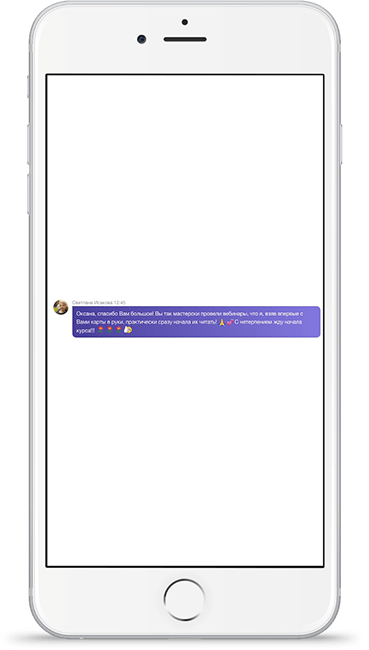 Светлана Исакова 12:45
Оксана, спасибо Вам большое! Вы так мастерски провели вебинары, что я, взяв впервые с
Вами карты в руки, практически сразу начала их читать! 🙏 💞 С нетерпением жду начала
курса!!!